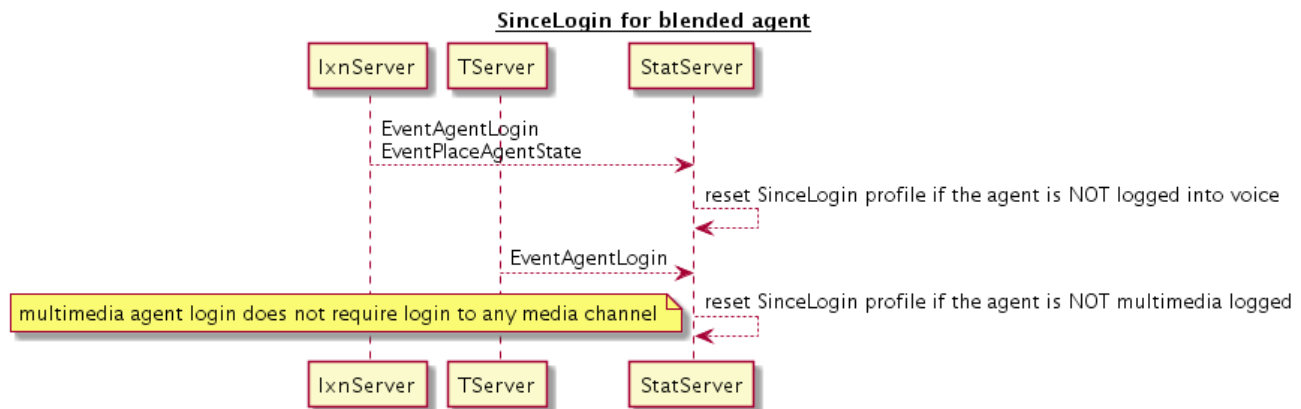 SinceLogin for blended agent
IxnServer
TServer
StatServer
EventAgentLogin
EventPlaceAgentState
reset SinceLogin profile if the agent is NOT logged into voice
EventAgentLogin
multimedia agent login does not require login to any media channel
reset SinceLogin profile if the agent is NOT multimedia logged
IxnServer
TServer
StatServer